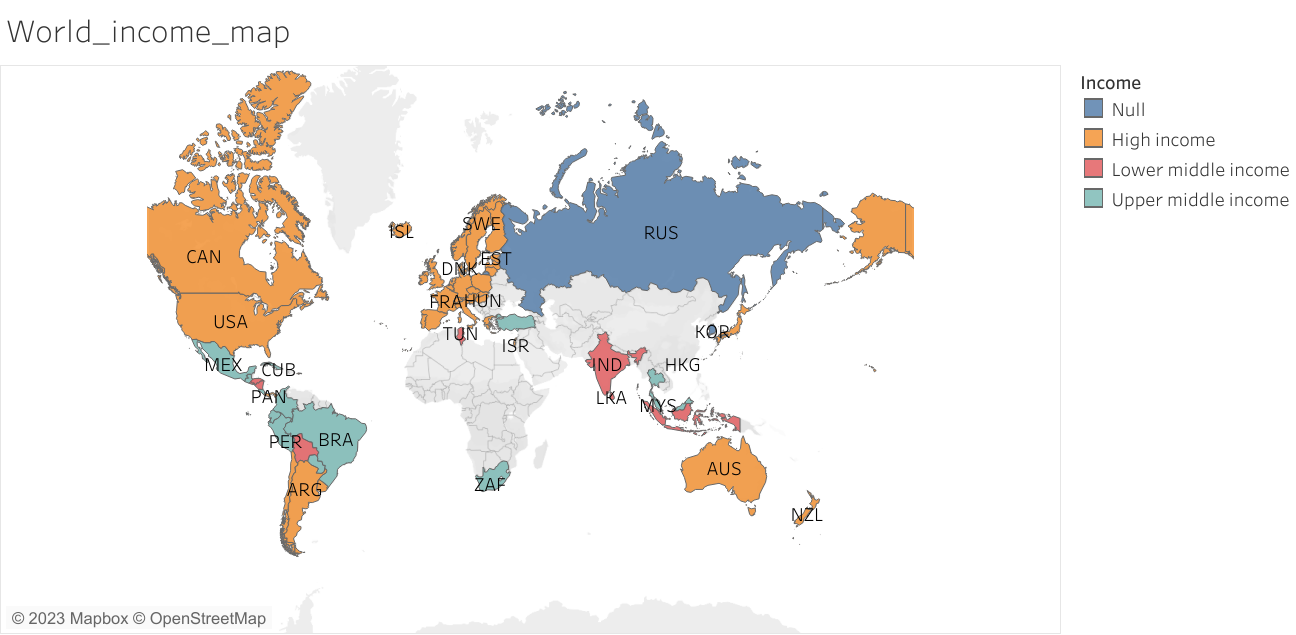 World_income_map
Income
Null
High income
Lower middle income
Upper middle income
ISL
SWE
RUS
CAN
EST
DNK
FRA
HUN
USA
TUN
KOR
ISR
MEX
CUB
IND
HKG
PAN
LKA
MYS
PER
BRA
AUS
ARG
ZAF
NZL
© 2023 Mapbox © OpenStreetMap